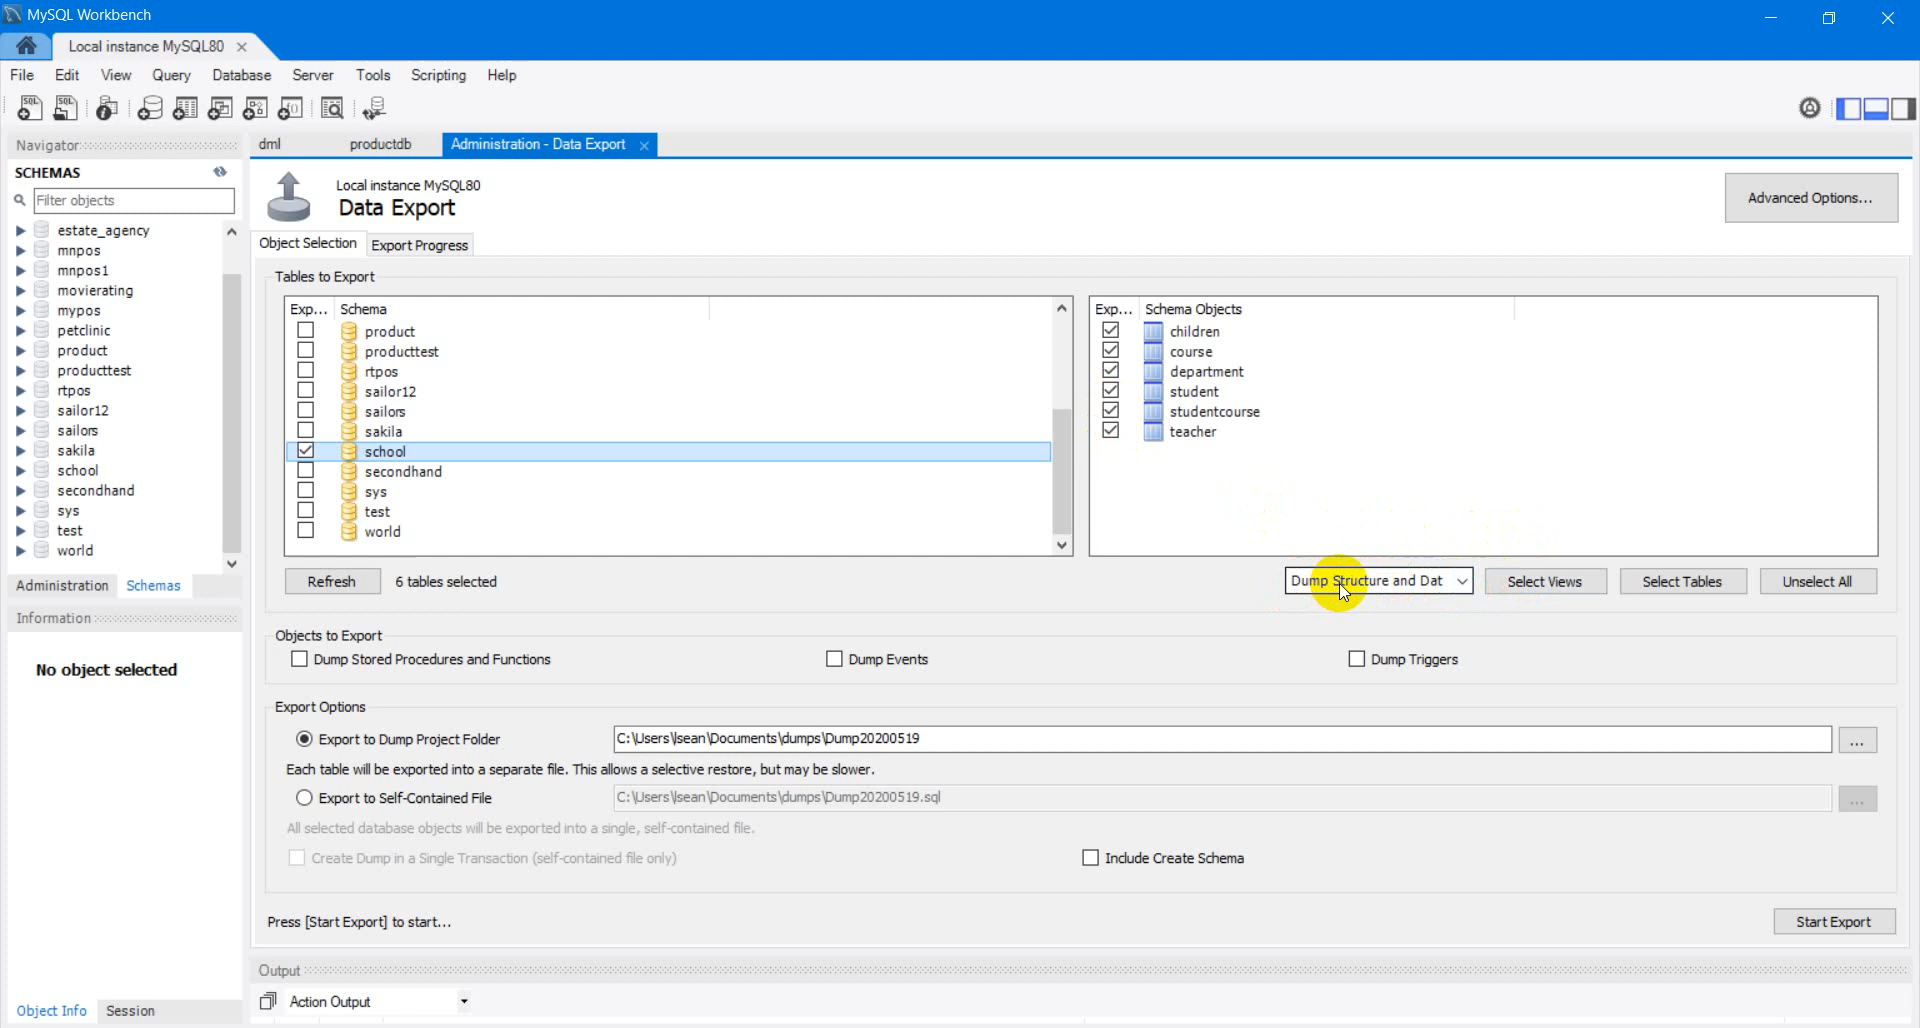 MySQL Workbench
Local instance MySQL80
File Edit View Query Database Server Tools Scripting Help
Navigator
SCHEMAS
Filter objects
estate_agency
mnpos
mnpos1
movierating
mypos
petclinic
product
producttest
rtpos
sailor12
sailors
sakila
school
secondhand
sys
test
world
Administration Schemas
Information
No object selected
Object Info Session
dml productdb Administration - Data Export
Local instance MySQL80
Data Export
Advanced Options...
Object Selection Export Progress
Tables to Export
Exp... Schema
product
producttest
rtpos
sailor12
sailors
sakila
school
secondhand
sys
test
world
Exp... Schema Objects
children
course
department
student
studentcourse
teacher
Refresh 6 tables selected
Dump Structure and Dat Select Views Select Tables Unselect All
Objects to Export
Dump Stored Procedures and Functions Dump Events Dump Triggers
Export Options
Export to Dump Project Folder C:\Users\lsean\Documents\dumps\Dump20200519 ...
Each table will be exported into a separate file. This allows a selective restore, but may be slower.
Export to Self-Contained File C:\Users\lsean\Documents\dumps\Dump20200519.sql ...
All selected database objects will be exported into a single, self-contained file.
Create Dump in a Single Transaction (self-contained file only) Include Create Schema
Press [Start Export] to start... Start Export
Output
Action Output